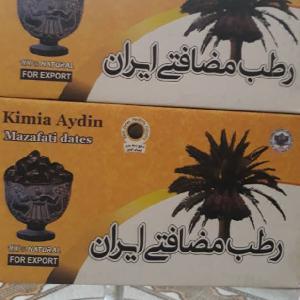 100% NATURAL
FOR EXPORT
رطب مضافتی ایران
Kimia Aydin
Mazafati dates
100% NATURAL
FOR EXPORT
رطب مضافتی ایران